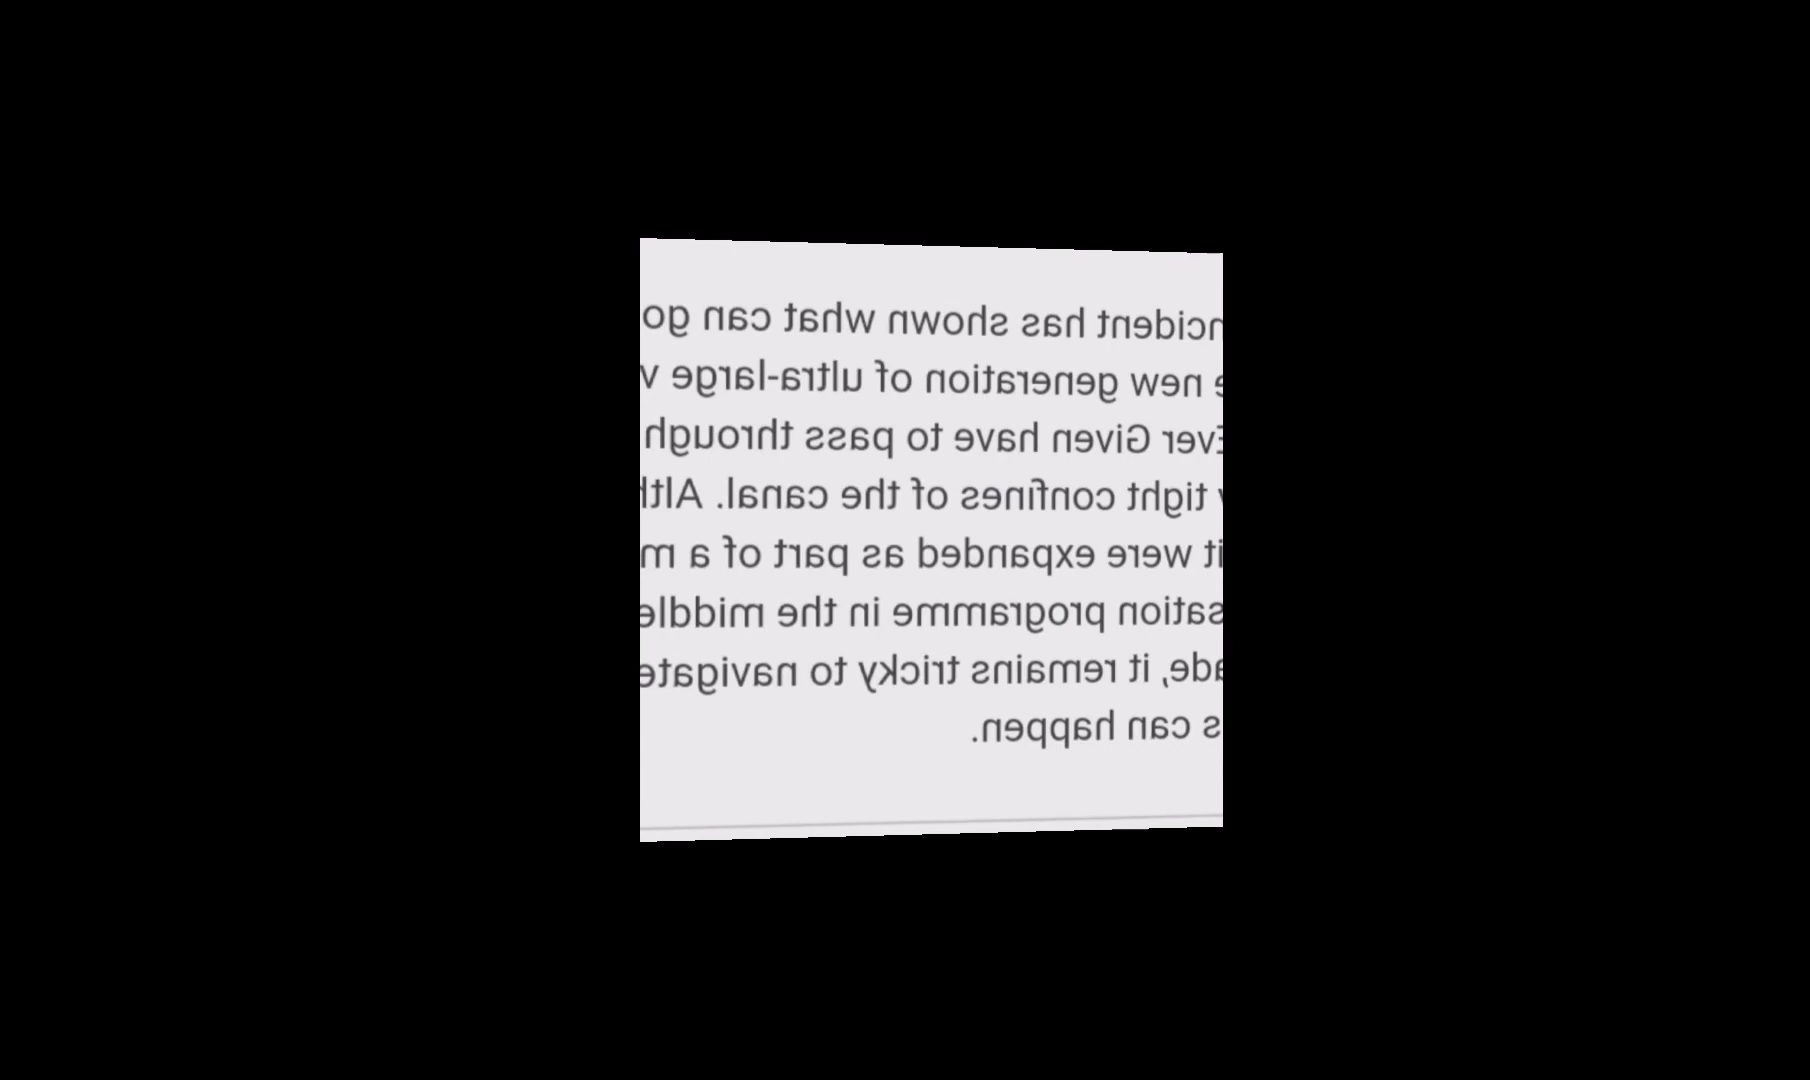 ncident has shown what can go
new generation of ultra-large v
Ever Given have to pass through
tight confines of the canal. Alth
it were expanded as part of a m
sation programme in the middle
ade, it remains tricky to navigate
s can happen.